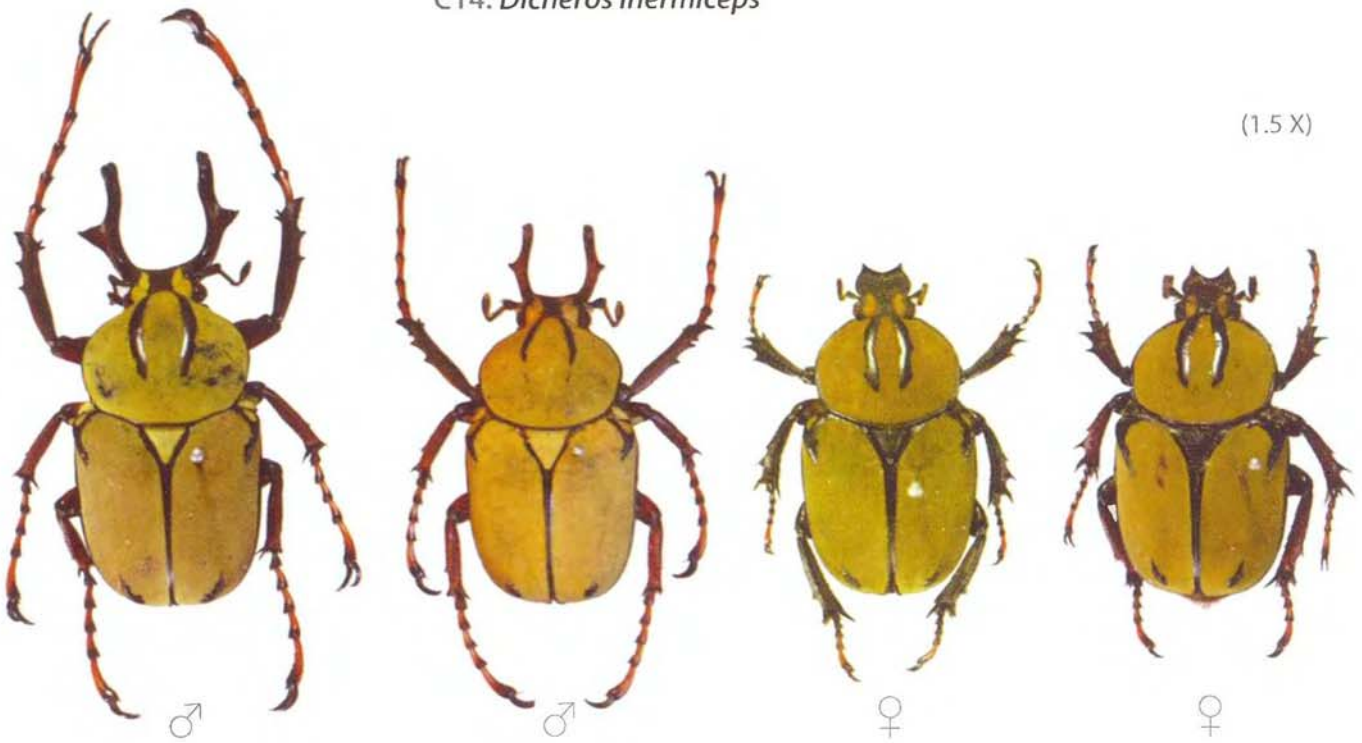 C14. Dicheros inermiceps
(1.5 X)
♂ ♂ ♀ ♀